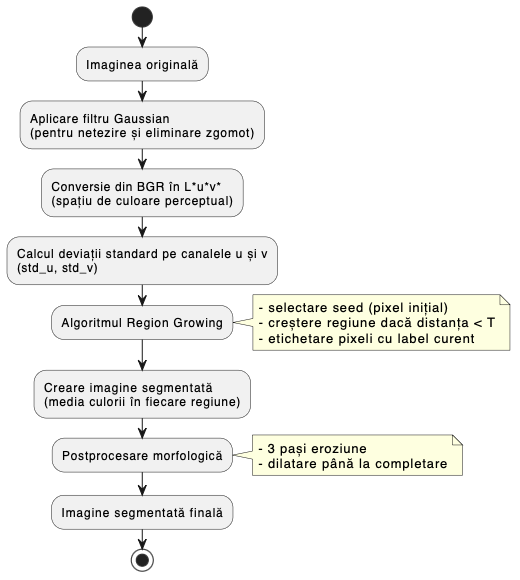 Imaginea originală
Aplicare filtru Gaussian
(pentru netezire și eliminare zgomot)
Conversie din BGR în L*u*v*
(spațiu de culoare perceptual)
Calcul deviații standard pe canalele u și v
(std_u, std_v)
Algoritmul Region Growing
- selectare seed (pixel inițial)
- creștere regiune dacă distanța < T
- etichetare pixeli cu label curent
Creare imagine segmentată
(media culorii în fiecare regiune)
Postprocesare morfologică
- 3 pași eroziune
- dilatare până la completare
Imagine segmentată finală